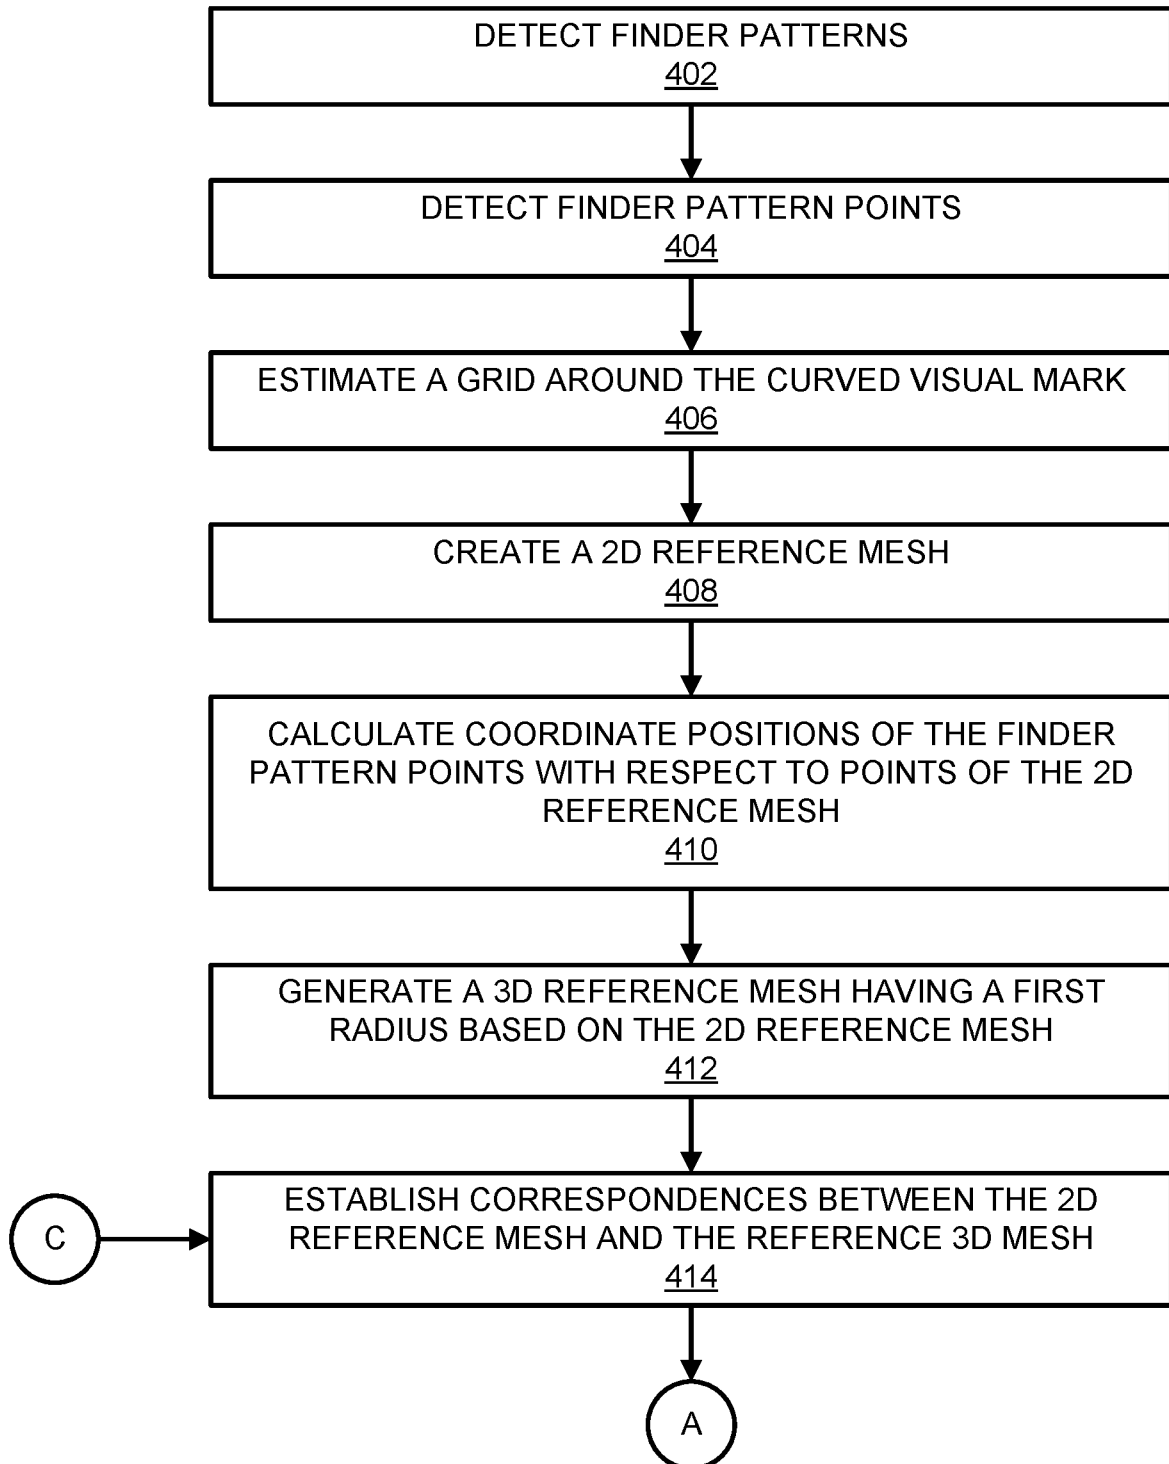 DETECT FINDER PATTERNS
402
DETECT FINDER PATTERN POINTS
404
ESTIMATE A GRID AROUND THE CURVED VISUAL MARK
406
CREATE A 2D REFERENCE MESH
408
CALCULATE COORDINATE POSITIONS OF THE FINDER
PATTERN POINTS WITH RESPECT TO POINTS OF THE 2D
REFERENCE MESH
410
GENERATE A 3D REFERENCE MESH HAVING A FIRST
RADIUS BASED ON THE 2D REFERENCE MESH
412
C
ESTABLISH CORRESPONDENCES BETWEEN THE 2D
REFERENCE MESH AND THE REFERENCE 3D MESH
414
A